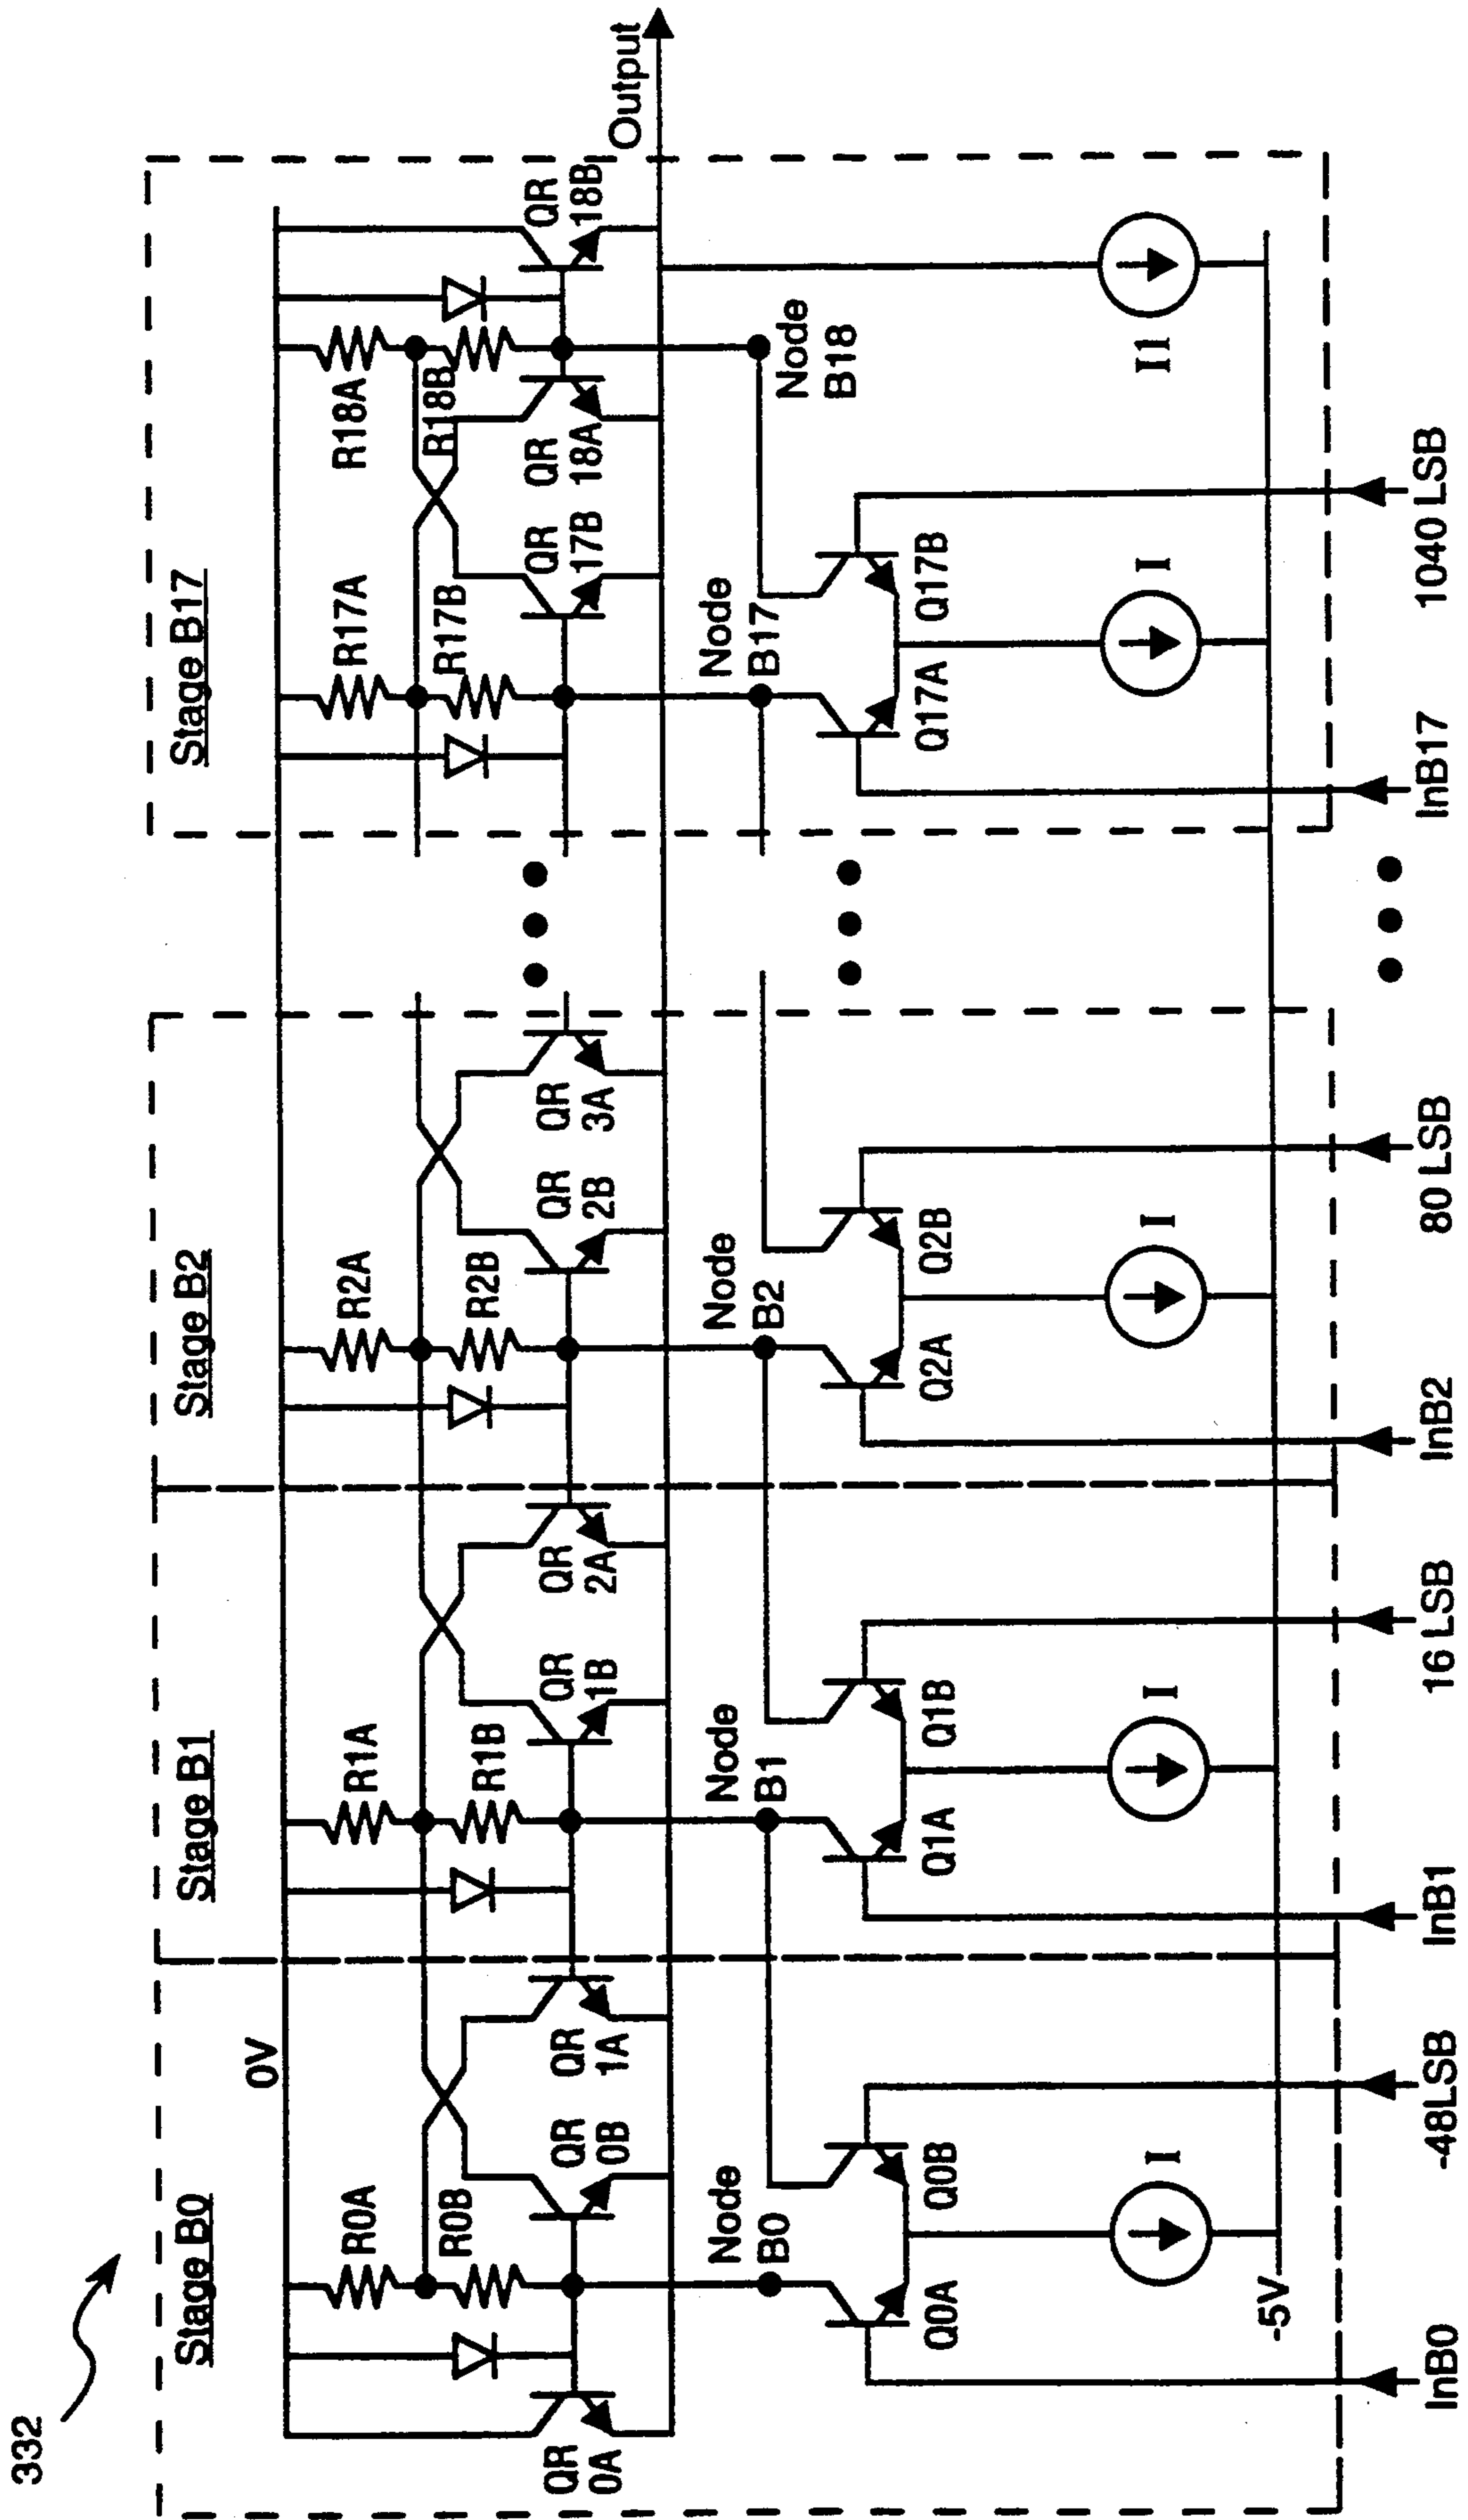 332
Stage B0
Stage B1
Stage B2
Stage B17
0V
R0A
R0B
R1A
R1B
R2A
R2B
R17A
R17B
R18A
R18B
QR
0A
QR
0B
QR
1A
QR
1B
QR
2A
QR
2B
QR
3A
QR
17B
QR
18A
QR
18B
Output
Node
B0
Node
B1
Node
B2
Node
B17
Node
B18
Q0A
Q0B
Q1A
Q1B
Q2A
Q2B
Q17A
Q17B
I
I
I
I
I1
-5V
InB0
-48LSB
InB1
16 LSB
InB2
80 LSB
InB17
1040 LSB